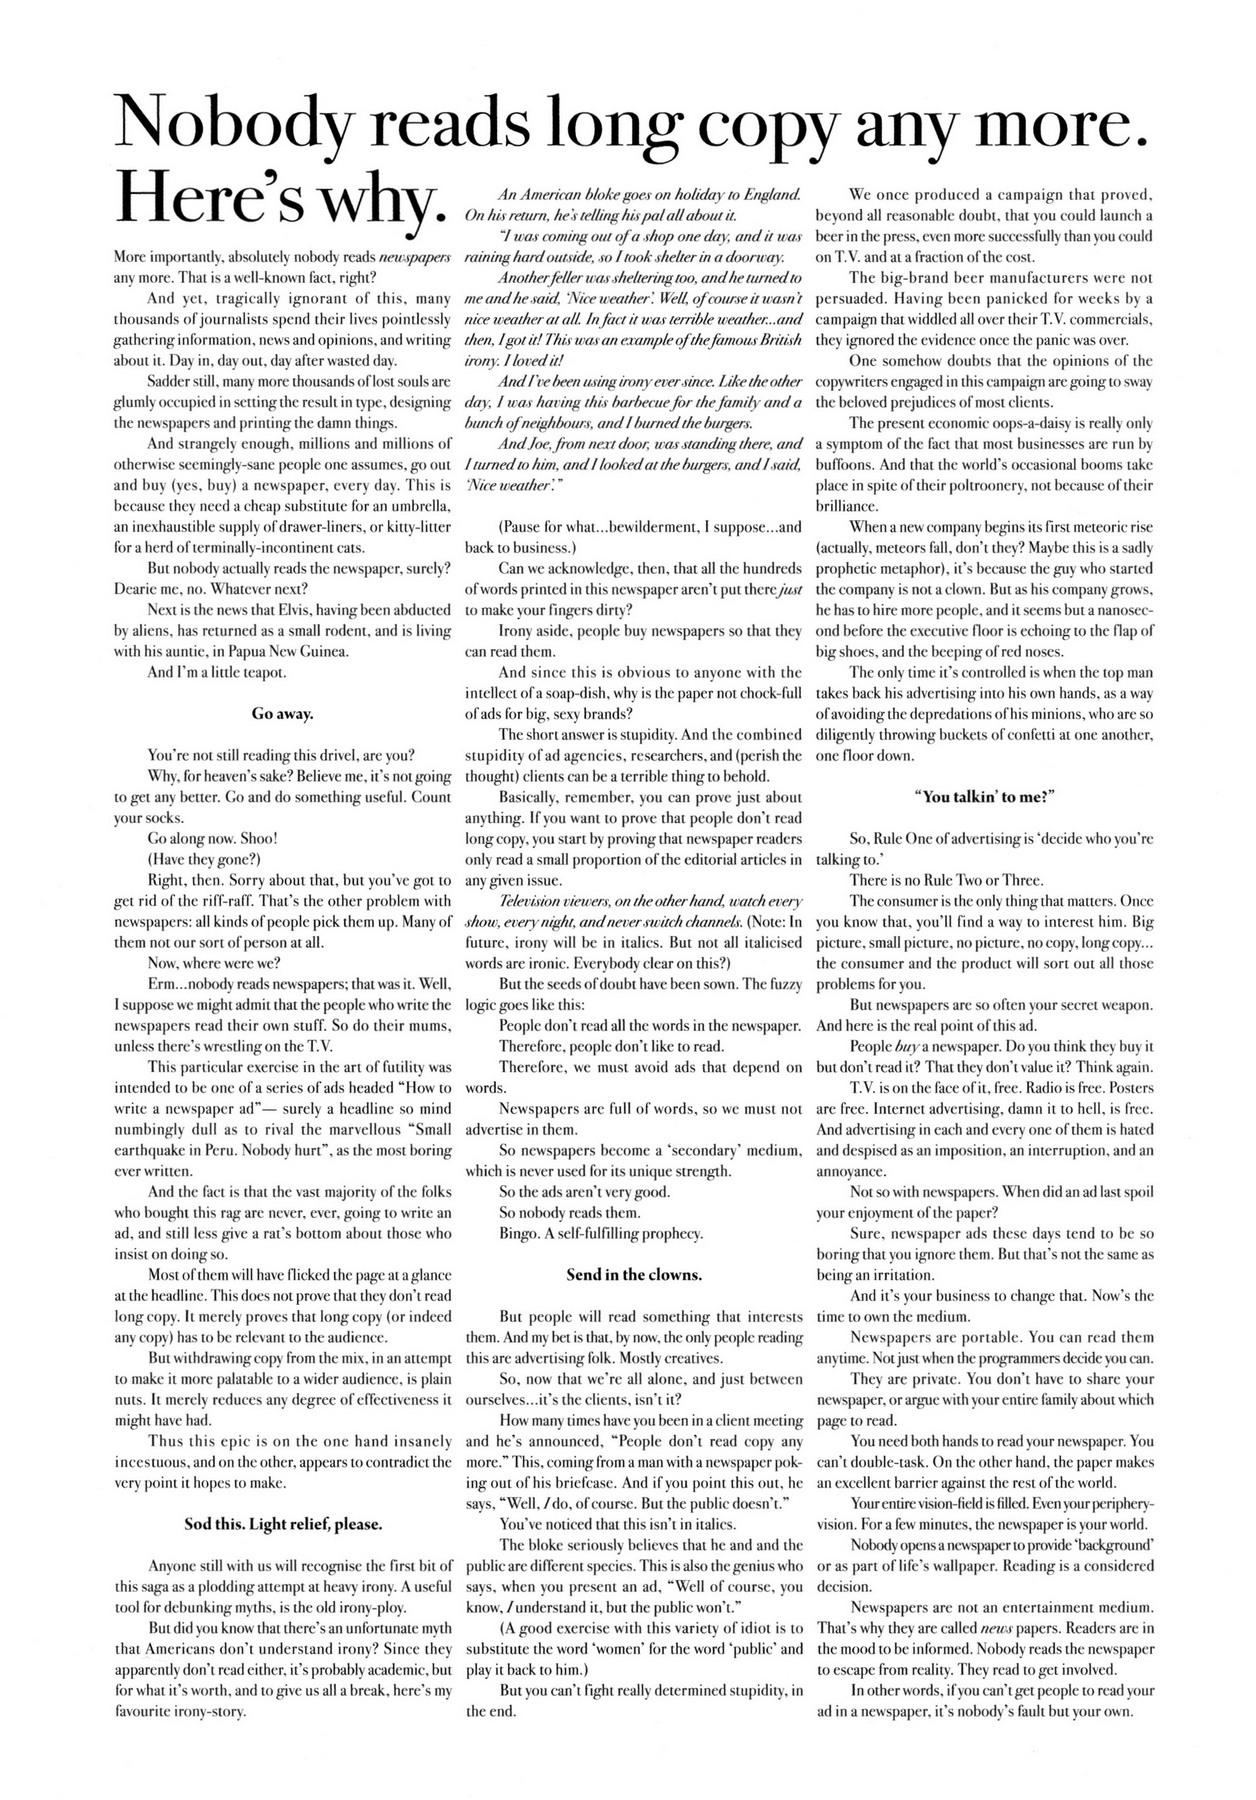 Nobody reads long copy any more.
Here's why.
More importantly, absolutely nobody reads newspapers
any more. That is a well-known fact, right?
And yet, tragically ignorant of this, many
thousands of journalists spend their lives pointlessly
gathering information, news and opinions, and writing
about it. Day in, day out, day after wasted day.
Sadder still, many more thousands of lost souls are
glumly occupied in setting the result in type, designing
the newspapers and printing the damn things.
And strangely enough, millions and millions of
otherwise seemingly-sane people one assumes, go out
and buy (yes, buy) a newspaper, every day. This is
because they need a cheap substitute for an umbrella,
an inexhaustible supply of drawer-liners, or kitty-litter
for a herd of terminally-incontinent cats.
But nobody actually reads the newspaper, surely?
Dearie me, no. Whatever next?
Next is the news that Elvis, having been abducted
by aliens, has returned as a small rodent, and is living
with his auntie, in Papua New Guinea.
And I'm a little teapot.
Go away.
You're not still reading this drivel, are you?
Why, for heaven's sake? Believe me, it's not going
to get any better. Go and do something useful. Count
your socks.
Go along now. Shoo!
(Have they gone?)
Right, then. Sorry about that, but you've got to
get rid of the riff-raff. That's the other problem with
newspapers: all kinds of people pick them up. Many of
them not our sort of person at all.
Now, where were we?
Erm...nobody reads newspapers; that was it. Well,
I suppose we might admit that the people who write the
newspapers read their own stuff. So do their mums,
unless there's wrestling on the T.V.
This particular exercise in the art of futility was
intended to be one of a series of ads headed “How to
write a newspaper ad”— surely a headline so mind
numbingly dull as to rival the marvellous “Small
earthquake in Peru. Nobody hurt”, as the most boring
ever written.
And the fact is that the vast majority of the folks
who bought this rag are never, ever, going to write an
ad, and still less give a rat's bottom about those who
insist on doing so.
Most of them will have flicked the page at a glance
at the headline. This does not prove that they don't read
long copy. It merely proves that long copy (or indeed
any copy) has to be relevant to the audience.
But withdrawing copy from the mix, in an attempt
to make it more palatable to a wider audience, is plain
nuts. It merely reduces any degree of effectiveness it
might have had.
Thus this epic is on the one hand insanely
incestuous, and on the other, appears to contradict the
very point it hopes to make.
Sod this. Light relief, please.
Anyone still with us will recognise the first bit of
this saga as a plodding attempt at heavy irony. A useful
tool for debunking myths, is the old irony-ploy.
But did you know that there's an unfortunate myth
that Americans don't understand irony? Since they
apparently don't read either, it's probably academic, but
for what it's worth, and to give us all a break, here's my
favourite irony-story.
An American bloke goes on holiday to England.
On his return, he's telling his pal all about it.
“I was coming out of a shop one day, and it was
raining hard outside, so I took shelter in a doorway.
Another feller was sheltering too, and he turned to
me and he said, ‘Nice weather’. Well, of course it wasn't
nice weather at all. In fact it was terrible weather...and
then, I got it! This was an example of the famous British
irony. I loved it!
And I've been using irony ever since. Like the other
day, I was having this barbecue for the family and a
bunch of neighbours, and I burned the burgers.
And Joe, from next door, was standing there, and
I turned to him, and I looked at the burgers, and I said,
‘Nice weather’.”
(Pause for what...bewilderment, I suppose...and
back to business.)
Can we acknowledge, then, that all the hundreds
of words printed in this newspaper aren't put there just
to make your fingers dirty?
Irony aside, people buy newspapers so that they
can read them.
And since this is obvious to anyone with the
intellect of a soap-dish, why is the paper not chock-full
of ads for big, sexy brands?
The short answer is stupidity. And the combined
stupidity of ad agencies, researchers, and (perish the
thought) clients can be a terrible thing to behold.
Basically, remember, you can prove just about
anything. If you want to prove that people don't read
long copy, you start by proving that newspaper readers
only read a small proportion of the editorial articles in
any given issue.
Television viewers, on the other hand, watch every
show, every night, and never switch channels. (Note: In
future, irony will be in italics. But not all italicised
words are ironic. Everybody clear on this?)
But the seeds of doubt have been sown. The fuzzy
logic goes like this:
People don't read all the words in the newspaper.
Therefore, people don't like to read.
Therefore, we must avoid ads that depend on
words.
Newspapers are full of words, so we must not
advertise in them.
So newspapers become a ‘secondary’ medium,
which is never used for its unique strength.
So the ads aren't very good.
So nobody reads them.
Bingo. A self-fulfilling prophecy.
Send in the clowns.
But people will read something that interests
them. And my bet is that, by now, the only people reading
this are advertising folk. Mostly creatives.
So, now that we're all alone, and just between
ourselves...it's the clients, isn't it?
How many times have you been in a client meeting
and he's announced, “People don't read copy any
more.” This, coming from a man with a newspaper pok-
ing out of his briefcase. And if you point this out, he
says, “Well, I do, of course. But the public doesn't.”
You've noticed that this isn't in italics.
The bloke seriously believes that he and and the
public are different species. This is also the genius who
says, when you present an ad, “Well of course, you
know, I understand it, but the public won't.”
(A good exercise with this variety of idiot is to
substitute the word ‘women’ for the word ‘public’ and
play it back to him.)
But you can't fight really determined stupidity, in
the end.
We once produced a campaign that proved,
beyond all reasonable doubt, that you could launch a
beer in the press, even more successfully than you could
on T.V. and at a fraction of the cost.
The big-brand beer manufacturers were not
persuaded. Having been panicked for weeks by a
campaign that widdled all over their T.V. commercials,
they ignored the evidence once the panic was over.
One somehow doubts that the opinions of the
copywriters engaged in this campaign are going to sway
the beloved prejudices of most clients.
The present economic oops-a-daisy is really only
a symptom of the fact that most businesses are run by
buffoons. And that the world's occasional booms take
place in spite of their poltroonery, not because of their
brilliance.
When a new company begins its first meteoric rise
(actually, meteors fall, don't they? Maybe this is a sadly
prophetic metaphor), it's because the guy who started
the company is not a clown. But as his company grows,
he has to hire more people, and it seems but a nanosec-
ond before the executive floor is echoing to the flap of
big shoes, and the beeping of red noses.
The only time it's controlled is when the top man
takes back his advertising into his own hands, as a way
of avoiding the depredations of his minions, who are so
diligently throwing buckets of confetti at one another,
one floor down.
“You talkin' to me?”
So, Rule One of advertising is ‘decide who you're
talking to.’
There is no Rule Two or Three.
The consumer is the only thing that matters. Once
you know that, you'll find a way to interest him. Big
picture, small picture, no picture, no copy, long copy...
the consumer and the product will sort out all those
problems for you.
But newspapers are so often your secret weapon.
And here is the real point of this ad.
People buy a newspaper. Do you think they buy it
but don't read it? That they don't value it? Think again.
T.V. is on the face of it, free. Radio is free. Posters
are free. Internet advertising, damn it to hell, is free.
And advertising in each and every one of them is hated
and despised as an imposition, an interruption, and an
annoyance.
Not so with newspapers. When did an ad last spoil
your enjoyment of the paper?
Sure, newspaper ads these days tend to be so
boring that you ignore them. But that's not the same as
being an irritation.
And it's your business to change that. Now's the
time to own the medium.
Newspapers are portable. You can read them
anytime. Not just when the programmers decide you can.
They are private. You don't have to share your
newspaper, or argue with your entire family about which
page to read.
You need both hands to read your newspaper. You
can't double-task. On the other hand, the paper makes
an excellent barrier against the rest of the world.
Your entire vision-field is filled. Even your periphery-
vision. For a few minutes, the newspaper is your world.
Nobody opens a newspaper to provide ‘background’
or as part of life's wallpaper. Reading is a considered
decision.
Newspapers are not an entertainment medium.
That's why they are called news papers. Readers are in
the mood to be informed. Nobody reads the newspaper
to escape from reality. They read to get involved.
In other words, if you can't get people to read your
ad in a newspaper, it's nobody's fault but your own.